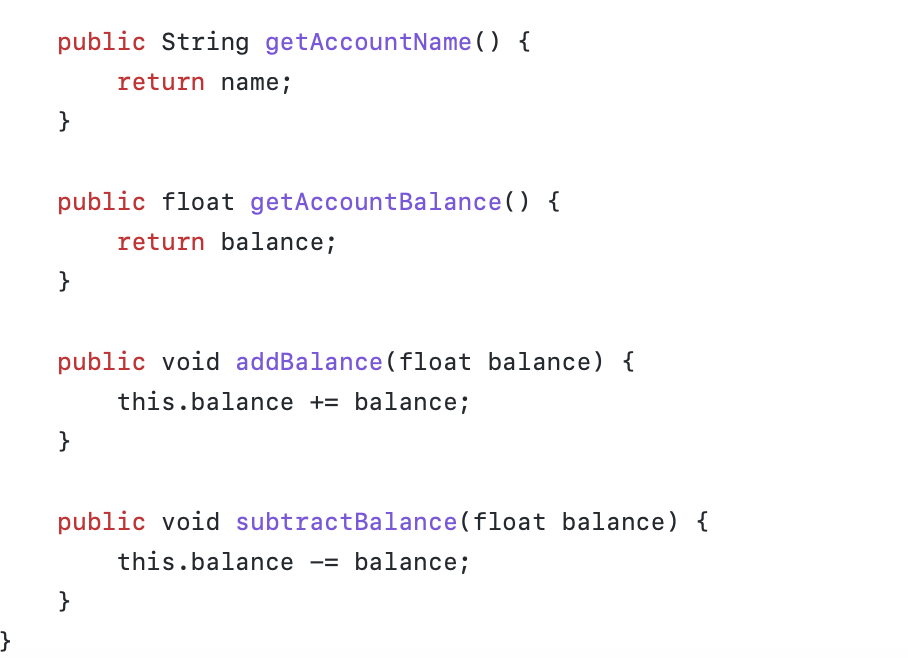 public String getAccountName() {
return name;
}
public float getAccountBalance() {
return balance;
}
public void addBalance(float balance) {
this.balance += balance;
}
public void subtractBalance(float balance) {
this.balance -= balance;
}
}